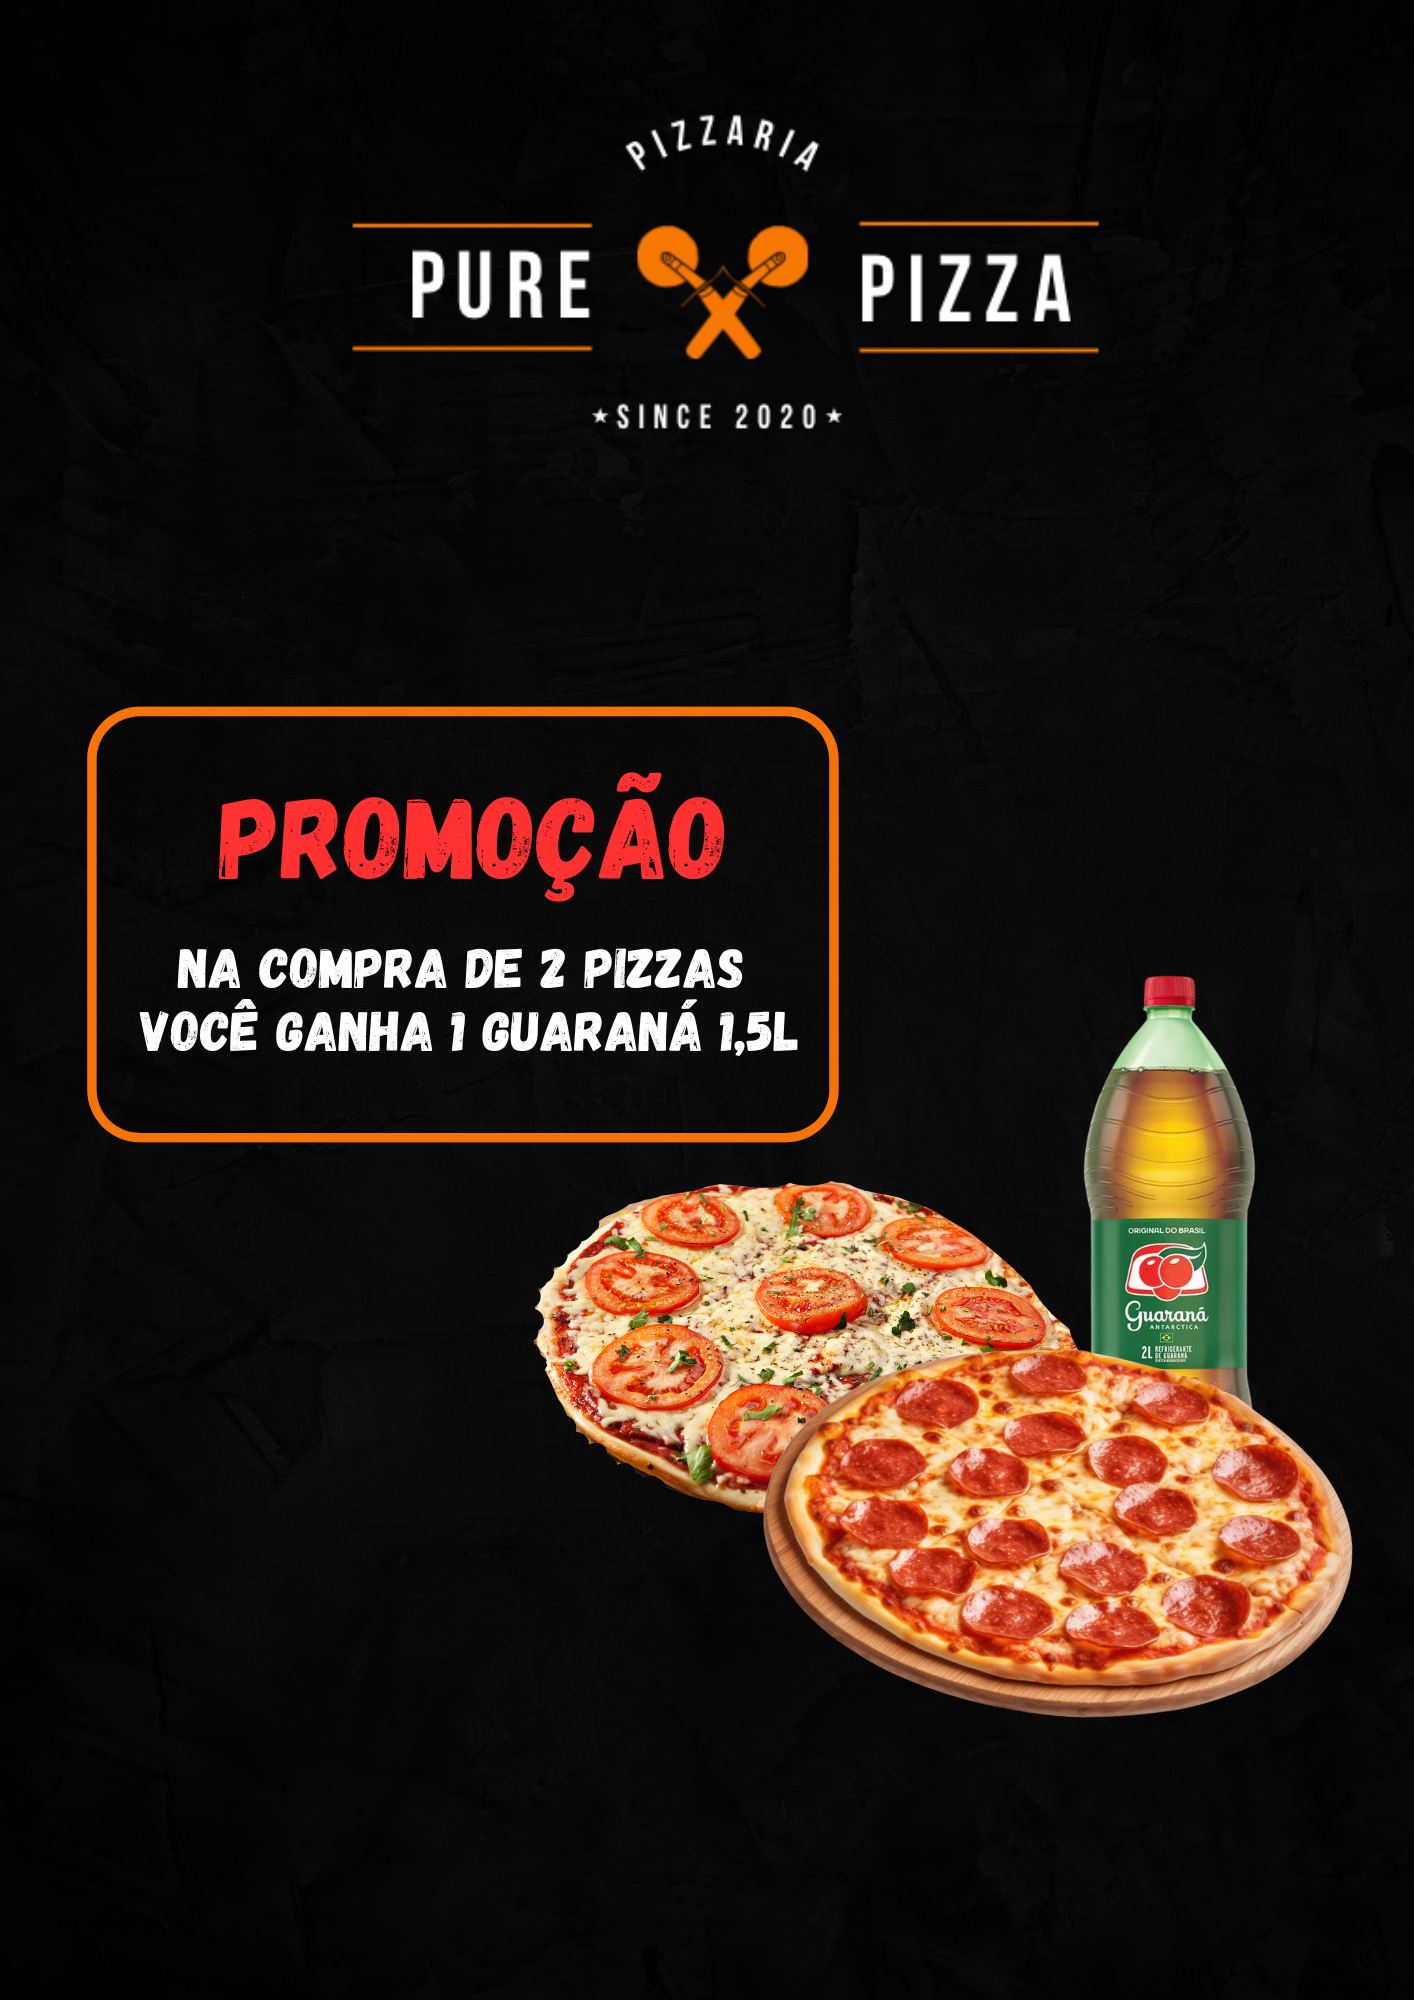 PIZZARIA
PURE PIZZA
★SINCE 2020★
PROMOÇÃO
NA COMPRA DE 2 PIZZAS
VOCÊ GANHA 1 GUARANÁ 1,5L
ORIGINAL DO BRASIL
Guaraná
ANTARCTICA
2L REFRIGERANTE
DE GUARANÁ